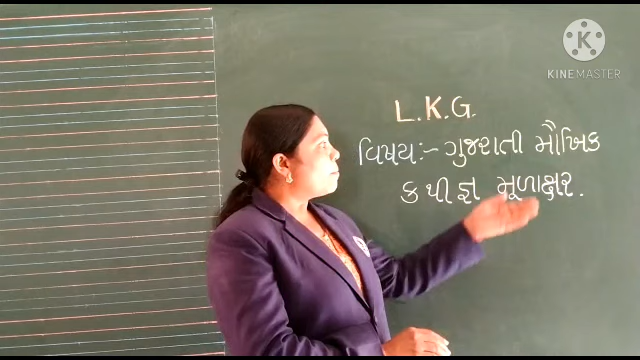 KINEMASTER
L.K.G.
વિષય:- ગુજરાતી મૌખિક
ક થી જ્ઞ મૂળાક્ષર.